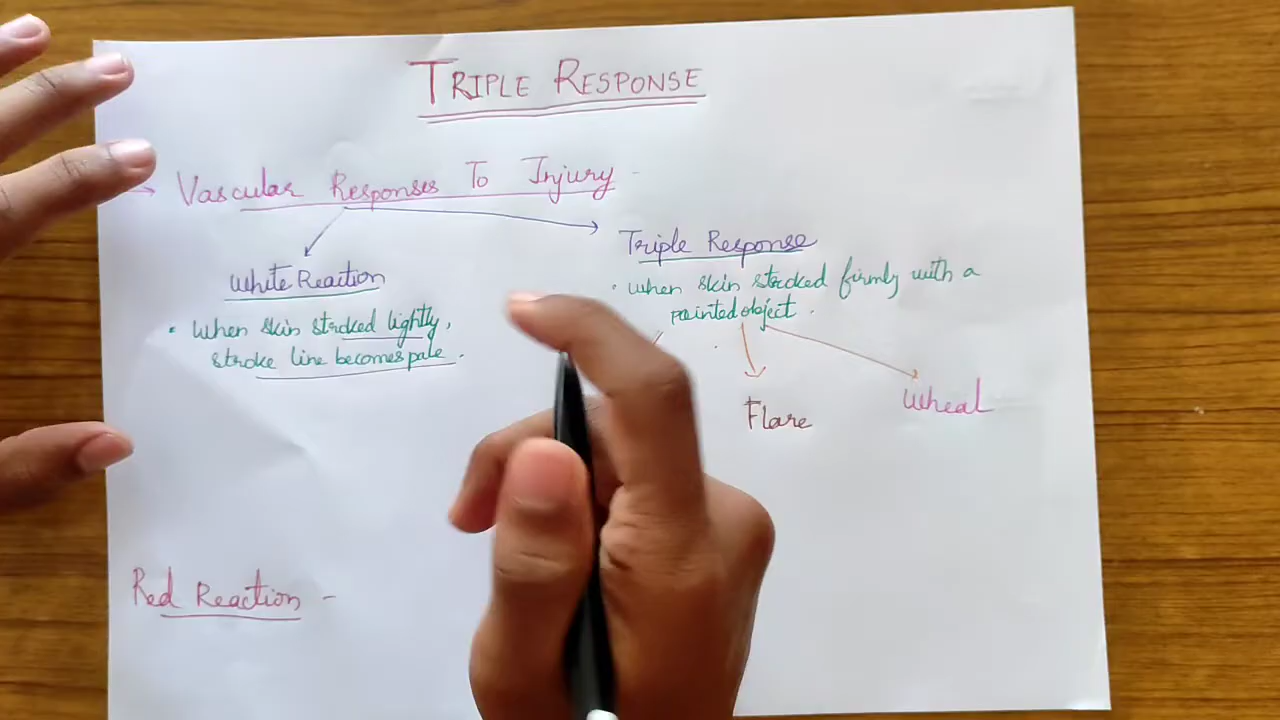 TRIPLE RESPONSE
Vascular Responses To Injury -
White Reaction
• When skin stroked lightly,
stroke line becomes pale.
Triple Response
• when skin stocked firmly with a
pointed object.
Flare
Wheal
Red Reaction -